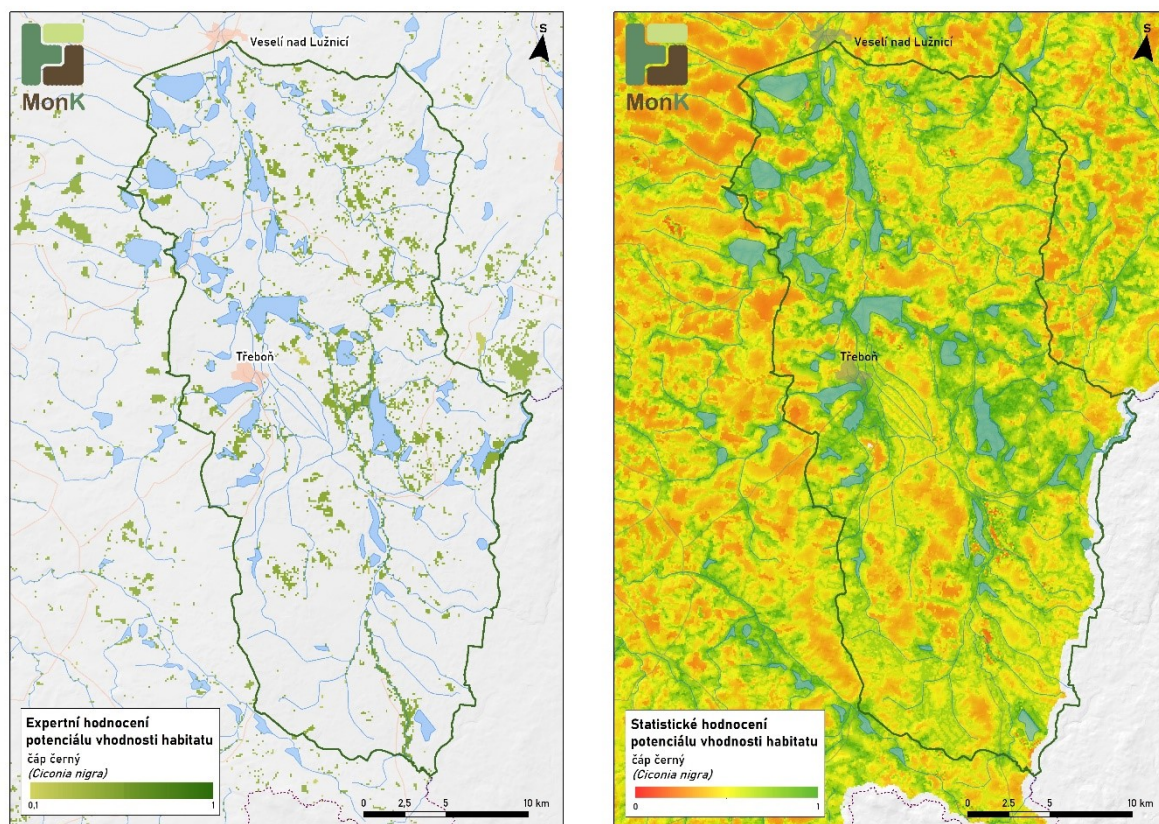 MonK
Veselí nad Lužnicí
S
Třeboň
Expertní hodnocení
potenciálu vhodnosti habitatu
čáp černý
(Ciconia nigra)
0,1 1
0 2,5 5 10 km
MonK
Veselí nad Lužnicí
S
Třeboň
Statistické hodnocení
potenciálu vhodnosti habitatu
čáp černý
(Ciconia nigra)
0 1
0 2,5 5 10 km